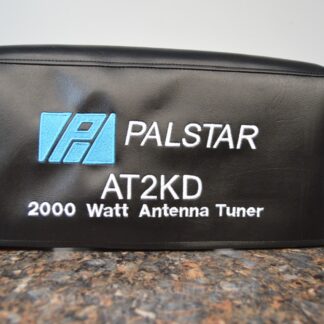 PALSTAR
AT2KD
2000 Watt Antenna Tuner